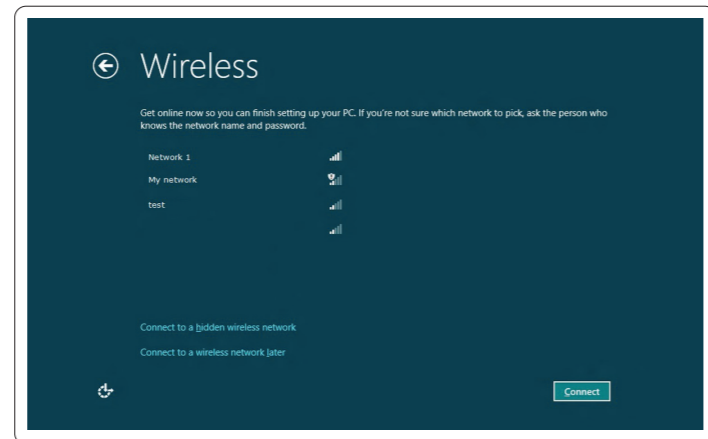 Wireless
Get online now so you can finish setting up your PC. If you're not sure which network to pick, ask the person who
knows the network name and password.
Network 1
My network
test
Connect to a hidden wireless network
Connect to a wireless network later
Connect